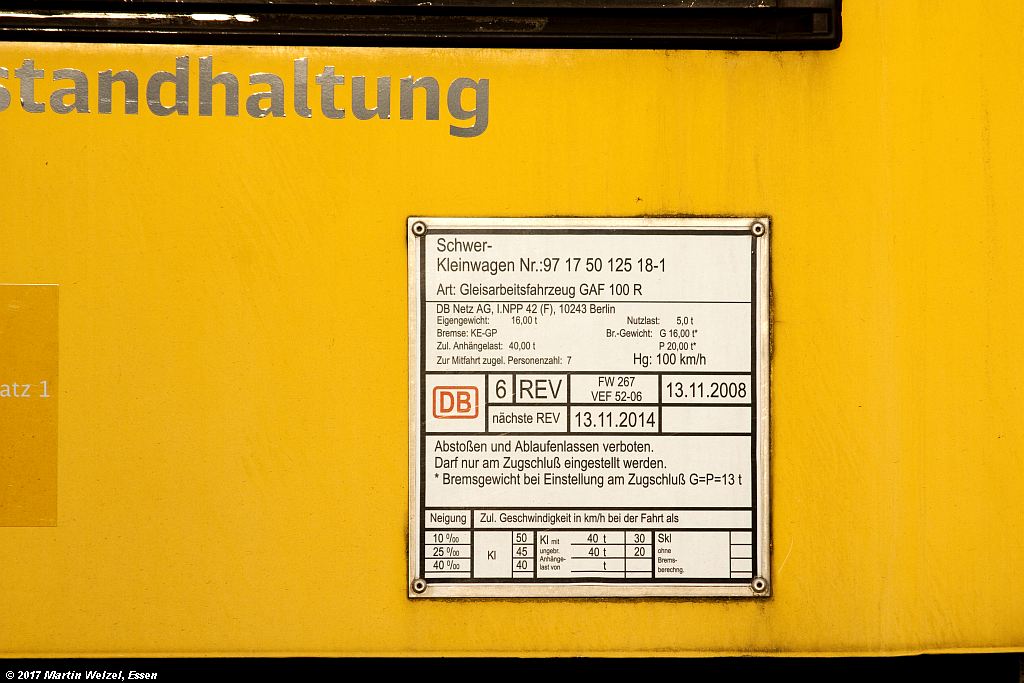 standhaltung
Schwer-
Kleinwagen Nr.:97 17 50 125 18-1
Art: Gleisarbeitsfahrzeug GAF 100 R
DB Netz AG, I.NPP 42 (F), 10243 Berlin
Eigengewicht: 16,00 t Nutzlast: 5,0 t
Bremse: KE-GP Br.-Gewicht: G 16,00 t*
Zul. Anhängelast: 40,00 t P 20,00 t*
Zur Mitfahrt zugel. Personenzahl: 7 Hg: 100 km/h
DB 6 REV FW 267 VEF 52-06 13.11.2008
nächste REV 13.11.2014
atz 1
Abstoßen und Ablaufenlassen verboten.
Darf nur am Zugschluß eingestellt werden.
* Bremsgewicht bei Einstellung am Zugschluß G=P=13 t
Neigung Zul. Geschwindigkeit in km/h bei der Fahrt als
10 ‰ 50 Kl mit 40 t 30 Skl
25 ‰ Kl 45 ungebr. 40 t 20 ohne
40 ‰ 40 Anhänge- t Brems-
last von berechng.
© 2017 Martin Welzel, Essen